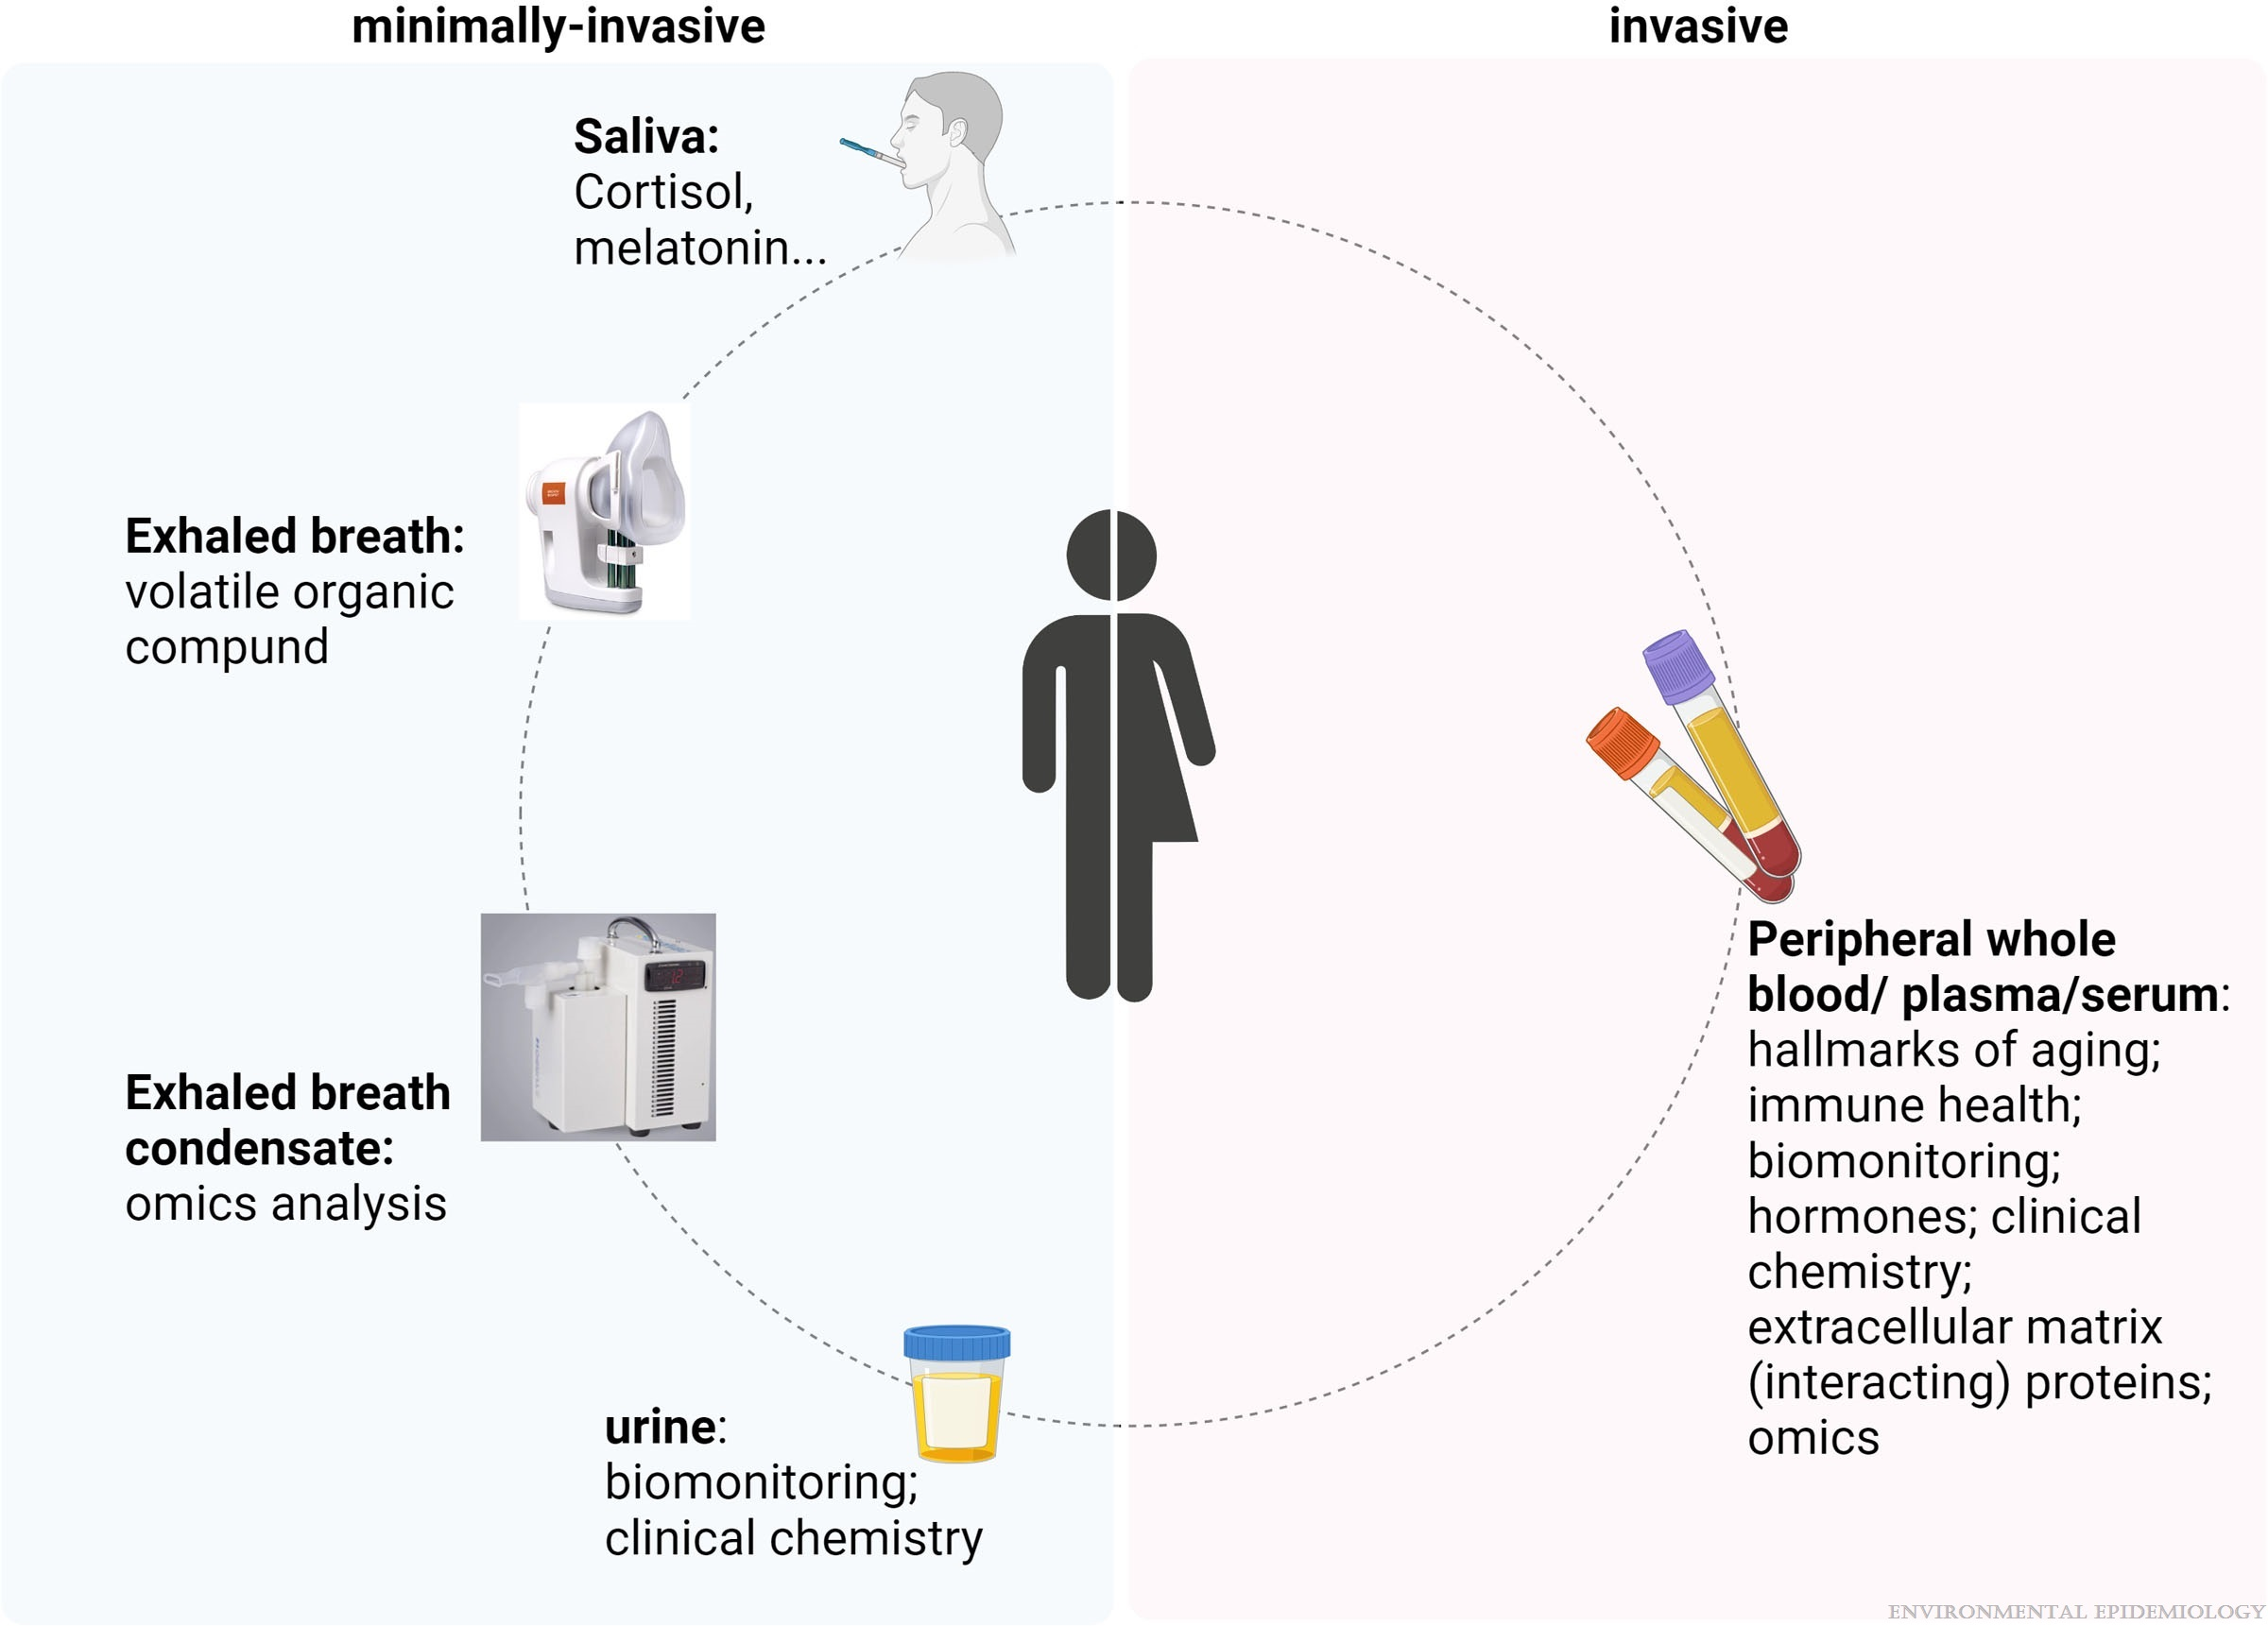 minimally-invasive
invasive
Saliva:
Cortisol,
melatonin...
Exhaled breath:
volatile organic
compund
Exhaled breath
condensate:
omics analysis
urine:
biomonitoring;
clinical chemistry
Peripheral whole
blood/ plasma/serum:
hallmarks of aging;
immune health;
biomonitoring;
hormones; clinical
chemistry;
extracellular matrix
(interacting) proteins;
omics
12
ENVIRONMENTAL EPIDEMIOLOGY